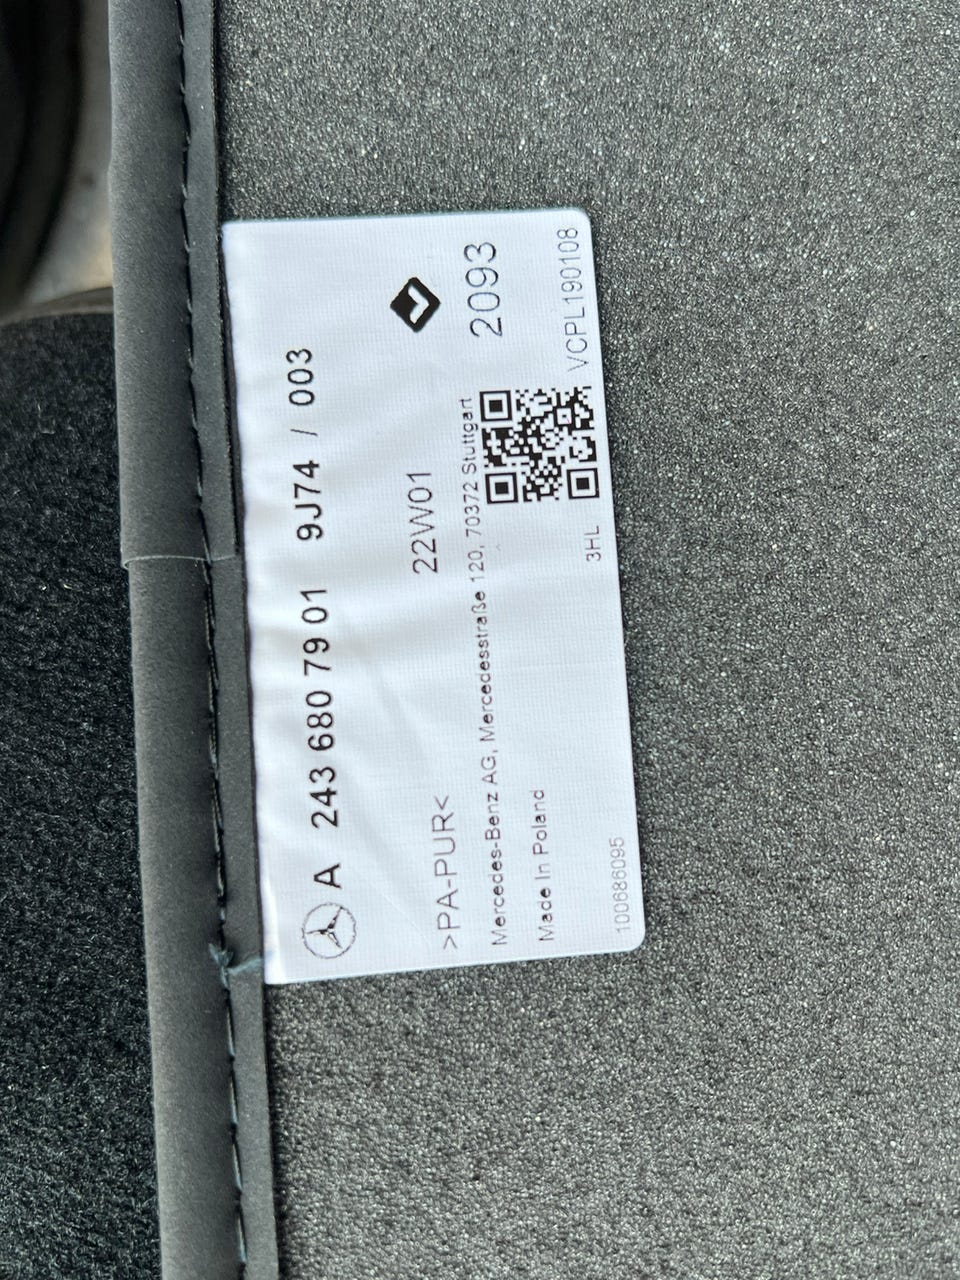 A 243 680 79 01 9J74 / 003
>PA-PUR< 22W01
Mercedes-Benz AG, Mercedesstraße 120, 70372 Stuttgart
2093
Made In Poland
3HL
100686095
VCPL190108